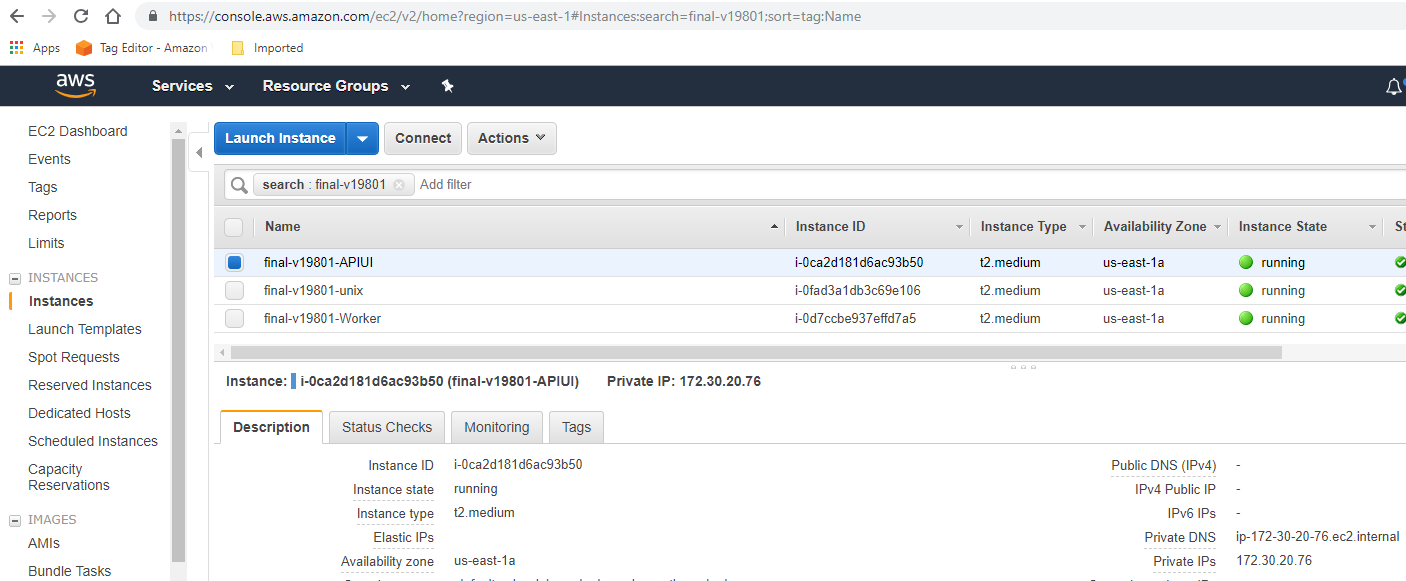 https://console.aws.amazon.com/ec2/v2/home?region=us-east-1#Instances:search=final-v19801;sort=tag:Name
Apps Tag Editor - Amazon Imported
aws Services Resource Groups
EC2 Dashboard
Events
Tags
Reports
Limits
INSTANCES
Instances
Launch Templates
Spot Requests
Reserved Instances
Dedicated Hosts
Scheduled Instances
Capacity
Reservations
IMAGES
AMIs
Bundle Tasks
Launch Instance Connect Actions
search : final-v19801 Add filter
Name Instance ID Instance Type Availability Zone Instance State St
final-v19801-APIUI i-0ca2d181d6ac93b50 t2.medium us-east-1a running
final-v19801-unix i-0fad3a1db3c69e106 t2.medium us-east-1a running
final-v19801-Worker i-0d7ccbe937effd7a5 t2.medium us-east-1a running
Instance: i-0ca2d181d6ac93b50 (final-v19801-APIUI) Private IP: 172.30.20.76
Description Status Checks Monitoring Tags
Instance ID i-0ca2d181d6ac93b50 Public DNS (IPv4) -
Instance state running IPv4 Public IP -
Instance type t2.medium IPv6 IPs -
Elastic IPs Private DNS ip-172-30-20-76.ec2.internal
Availability zone us-east-1a Private IPs 172.30.20.76